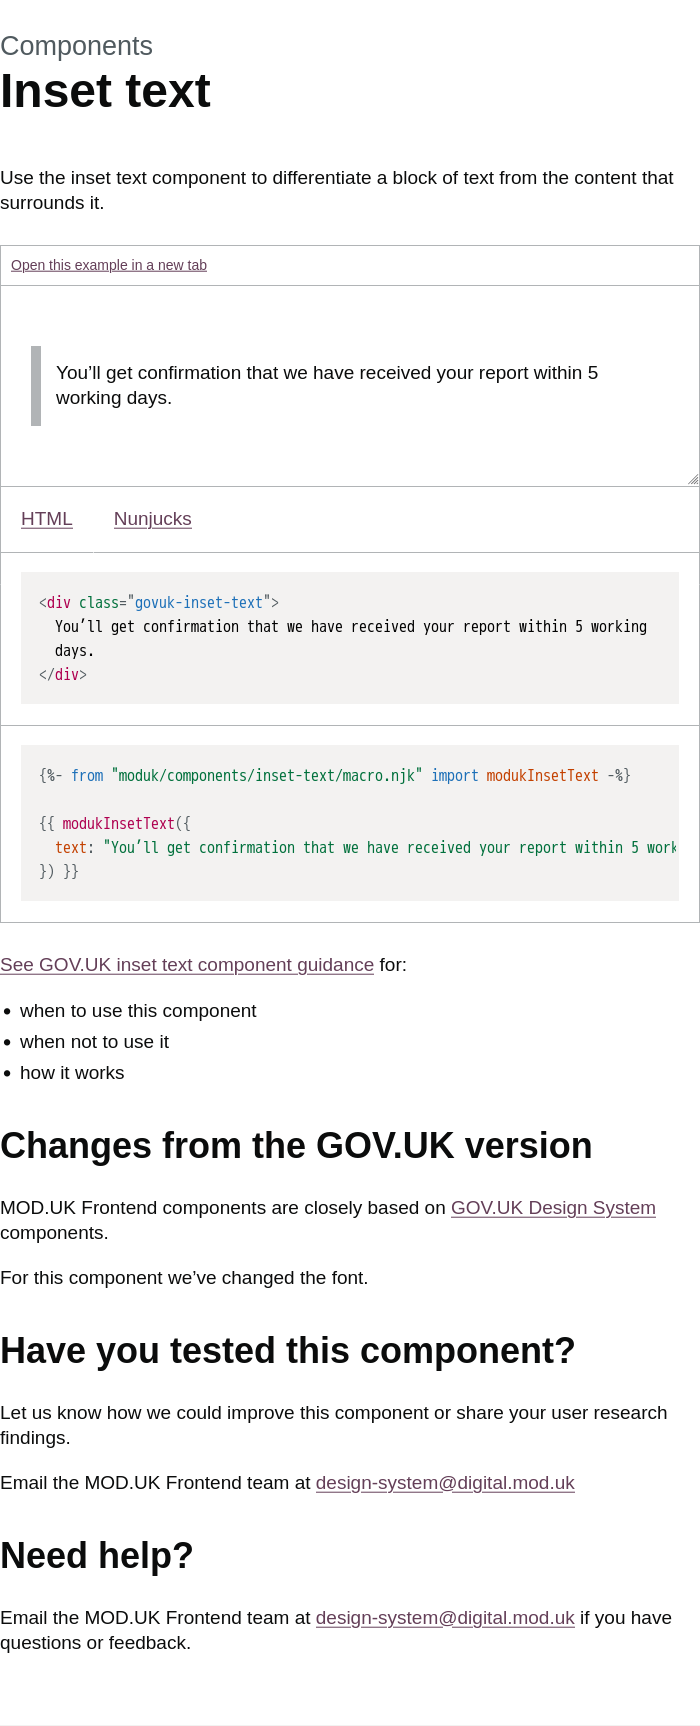 Components
Inset text
Use the inset text component to differentiate a block of text from the content that
surrounds it.
Open this example in a new tab
You’ll get confirmation that we have received your report within 5
working days.
HTML Nunjucks
<div class="govuk-inset-text">
  You’ll get confirmation that we have received your report within 5 working
  days.
</div>
{%- from "moduk/components/inset-text/macro.njk" import modukInsetText -%}
{{ modukInsetText({
  text: "You’ll get confirmation that we have received your report within 5 work
}) }}
See GOV.UK inset text component guidance for:
• when to use this component
• when not to use it
• how it works
Changes from the GOV.UK version
MOD.UK Frontend components are closely based on GOV.UK Design System
components.
For this component we’ve changed the font.
Have you tested this component?
Let us know how we could improve this component or share your user research
findings.
Email the MOD.UK Frontend team at design-system@digital.mod.uk
Need help?
Email the MOD.UK Frontend team at design-system@digital.mod.uk if you have
questions or feedback.